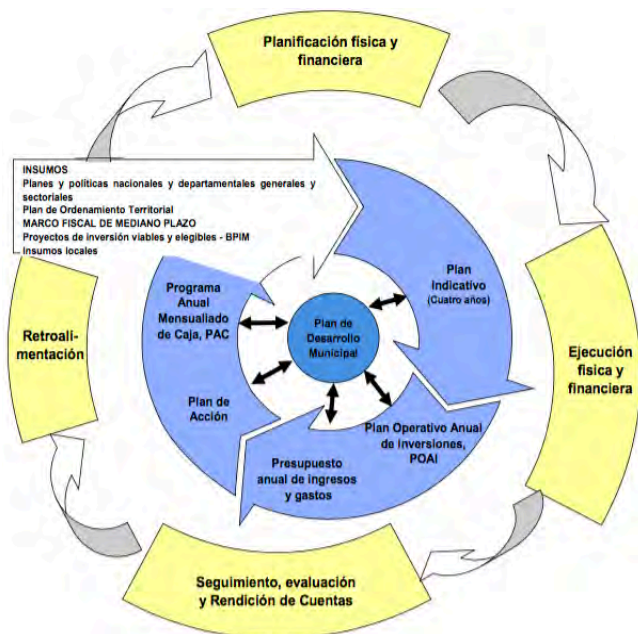 Planificación física y
financiera
INSUMOS
Planes y políticas nacionales y departamentales generales y
sectoriales
Plan de Ordenamiento Territorial
MARCO FISCAL DE MEDIANO PLAZO
Proyectos de inversión viables y elegibles - BPIM
Insumos locales
Programa
Anual
Mensualiado
de Caja, PAC
Plan
Indicativo
(Cuatro años)
Plan de
Desarrollo
Municipal
Retroali-
mentación
Ejecución
física y
financiera
Plan de
Acción
Plan Operativo Anual
de inversiones,
POAI
Presupuesto
anual de ingresos
y gastos
Seguimiento, evaluación
y Rendición de Cuentas